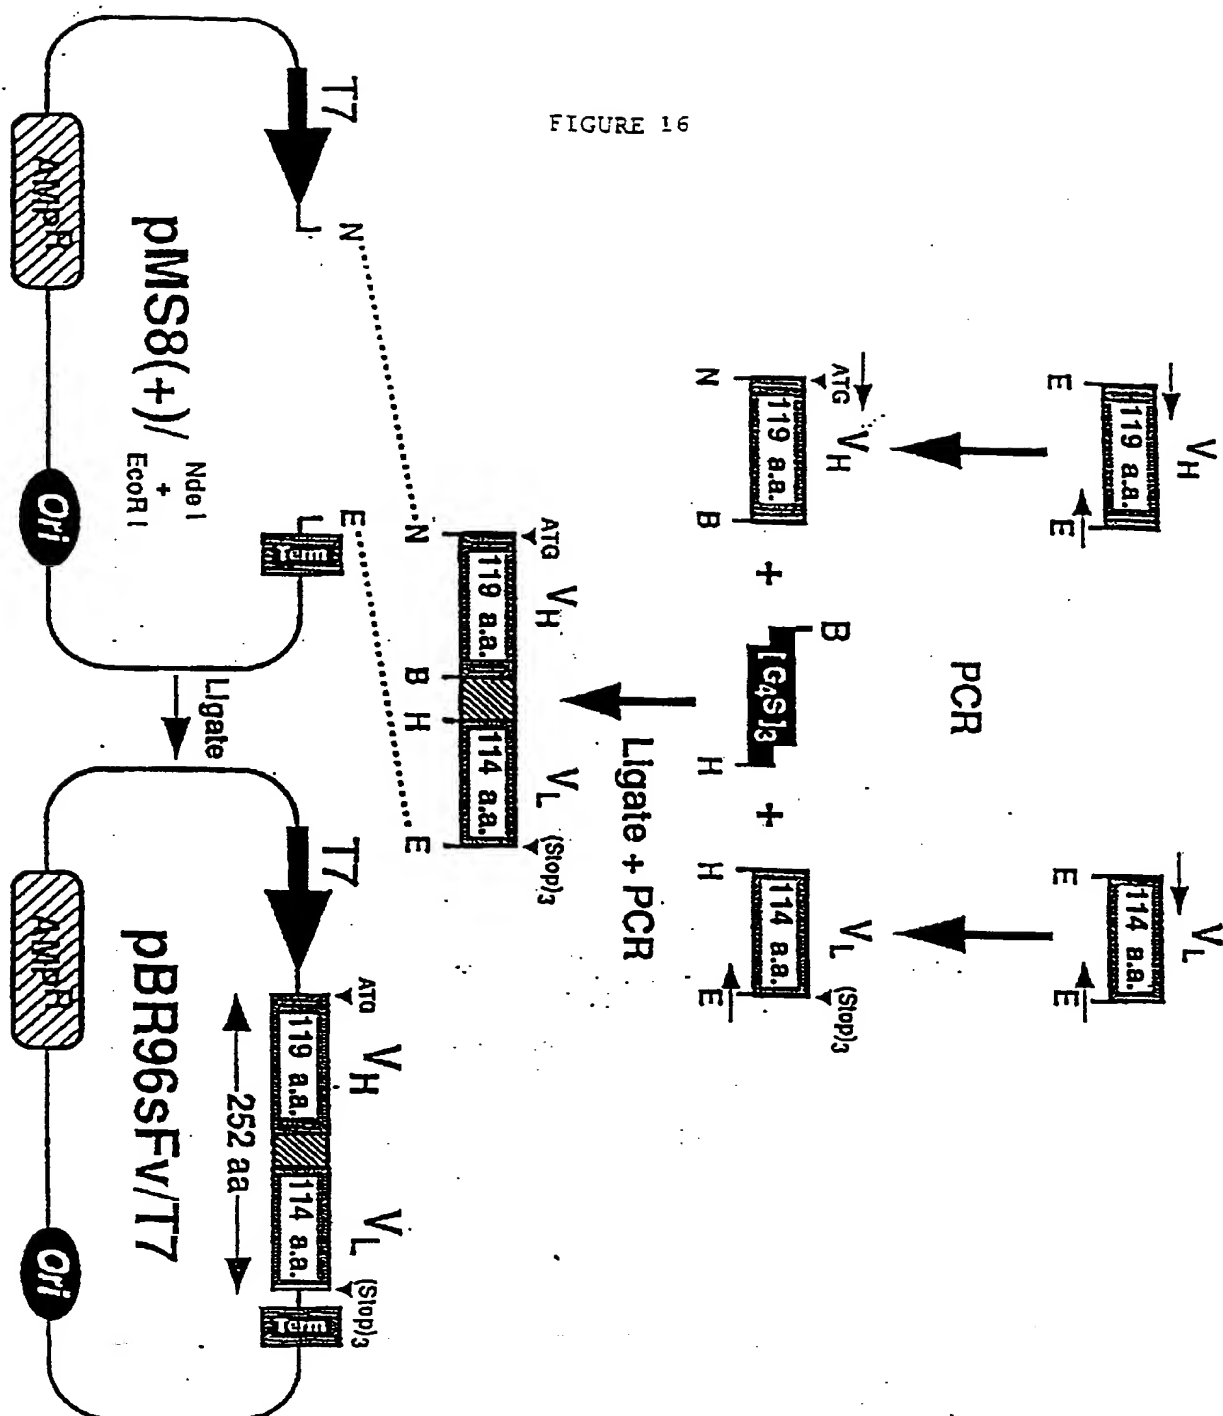 FIGURE 16
V_H
119 a.a.
E
E
V_L
114 a.a.
E
E
PCR
ATG
V_H
119 a.a.
N
B
+
B
[G₄S]₃
H
+
V_L
(Stop)₃
114 a.a.
H
E
Ligate + PCR
ATG
V_H
V_L
(Stop)₃
119 a.a.
114 a.a.
N
B
H
E
T7
N
E
Term
pMS8(+)/
NdeI
+
EcoRI
AMPR
Ori
Ligate
T7
ATG
V_H
V_L
(Stop)₃
119 a.a.
114 a.a.
Term
252 aa
pBR96sFv/T7
AMPR
Ori